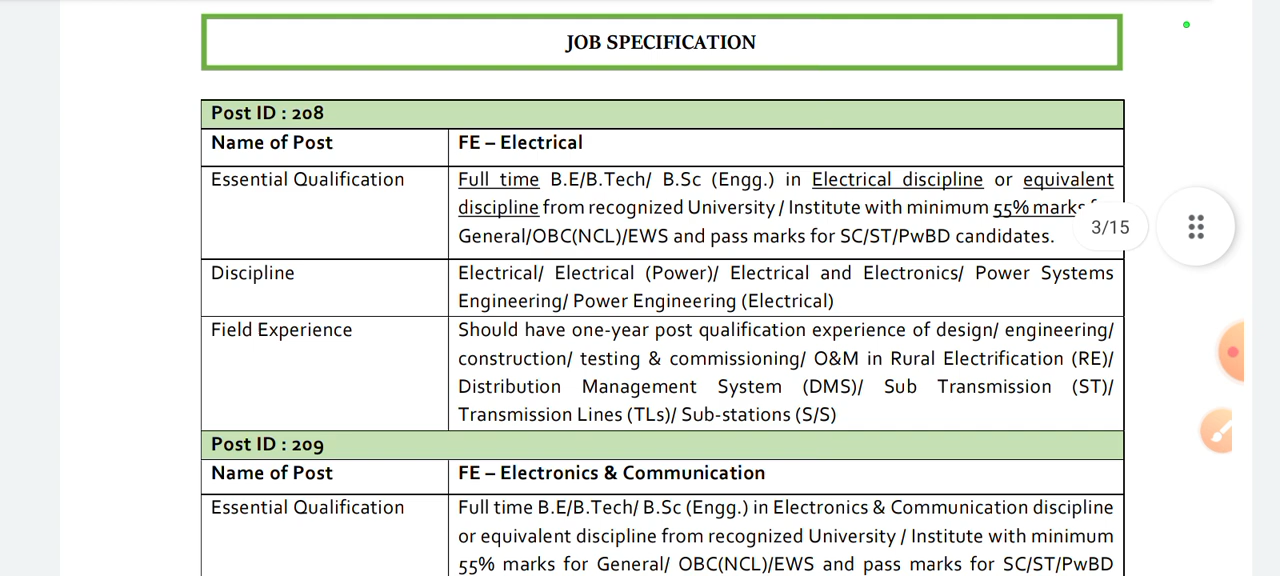 JOB SPECIFICATION
Post ID : 208
Name of Post FE – Electrical
Essential Qualification Full time B.E/B.Tech/ B.Sc (Engg.) in Electrical discipline or equivalent
discipline from recognized University / Institute with minimum 55% marks
3/15
General/OBC(NCL)/EWS and pass marks for SC/ST/PwBD candidates.
Discipline Electrical/ Electrical (Power)/ Electrical and Electronics/ Power Systems
Engineering/ Power Engineering (Electrical)
Field Experience Should have one-year post qualification experience of design/ engineering/
construction/ testing & commissioning/ O&M in Rural Electrification (RE)/
Distribution Management System (DMS)/ Sub Transmission (ST)/
Transmission Lines (TLs)/ Sub-stations (S/S)
Post ID : 209
Name of Post FE – Electronics & Communication
Essential Qualification Full time B.E/B.Tech/ B.Sc (Engg.) in Electronics & Communication discipline
or equivalent discipline from recognized University / Institute with minimum
55% marks for General/ OBC(NCL)/EWS and pass marks for SC/ST/PwBD